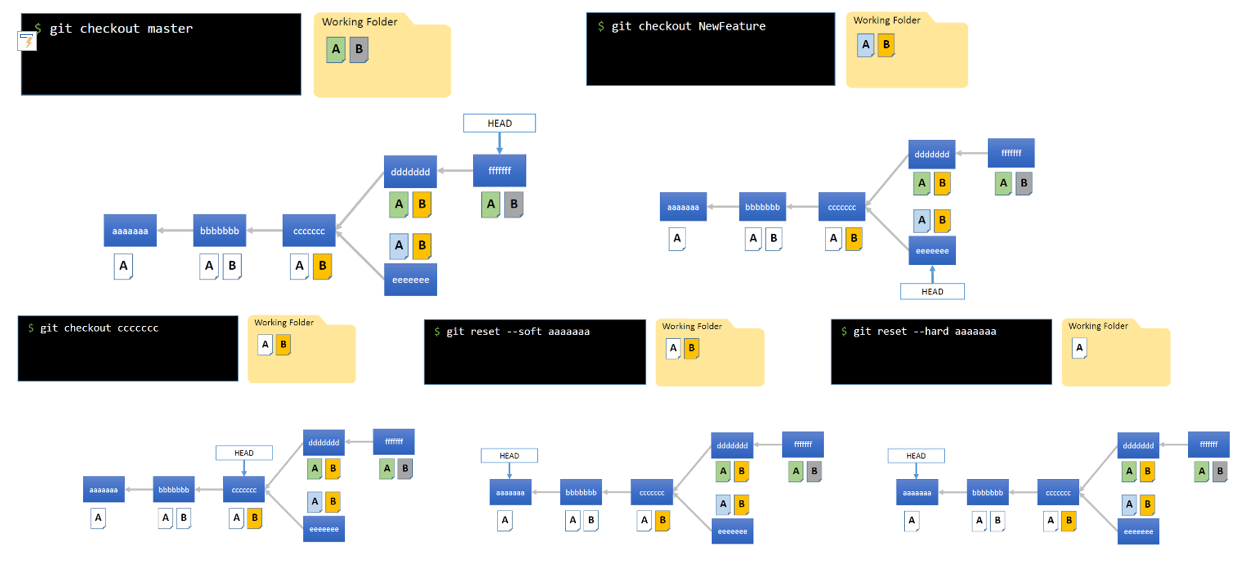 $ git checkout master
Working Folder
A B
HEAD
ddddddd fffffff
A B A B
aaaaaaa bbbbbbb ccccccc
A B
A A B A B
eeeeeee
$ git checkout NewFeature
Working Folder
A B
ddddddd fffffff
A B A B
aaaaaaa bbbbbbb ccccccc
A B
A A B A B
eeeeeee
HEAD
$ git checkout ccccccc
Working Folder
A B
HEAD
ddddddd fffffff
A B A B
aaaaaaa bbbbbbb ccccccc
A B
A A B A B
eeeeeee
$ git reset --soft aaaaaaa
Working Folder
A B
HEAD
ddddddd fffffff
A B A B
aaaaaaa bbbbbbb ccccccc
A B
A A B A B
eeeeeee
$ git reset --hard aaaaaaa
Working Folder
A
HEAD
ddddddd fffffff
A B A B
aaaaaaa bbbbbbb ccccccc
A B
A A B A B
eeeeeee